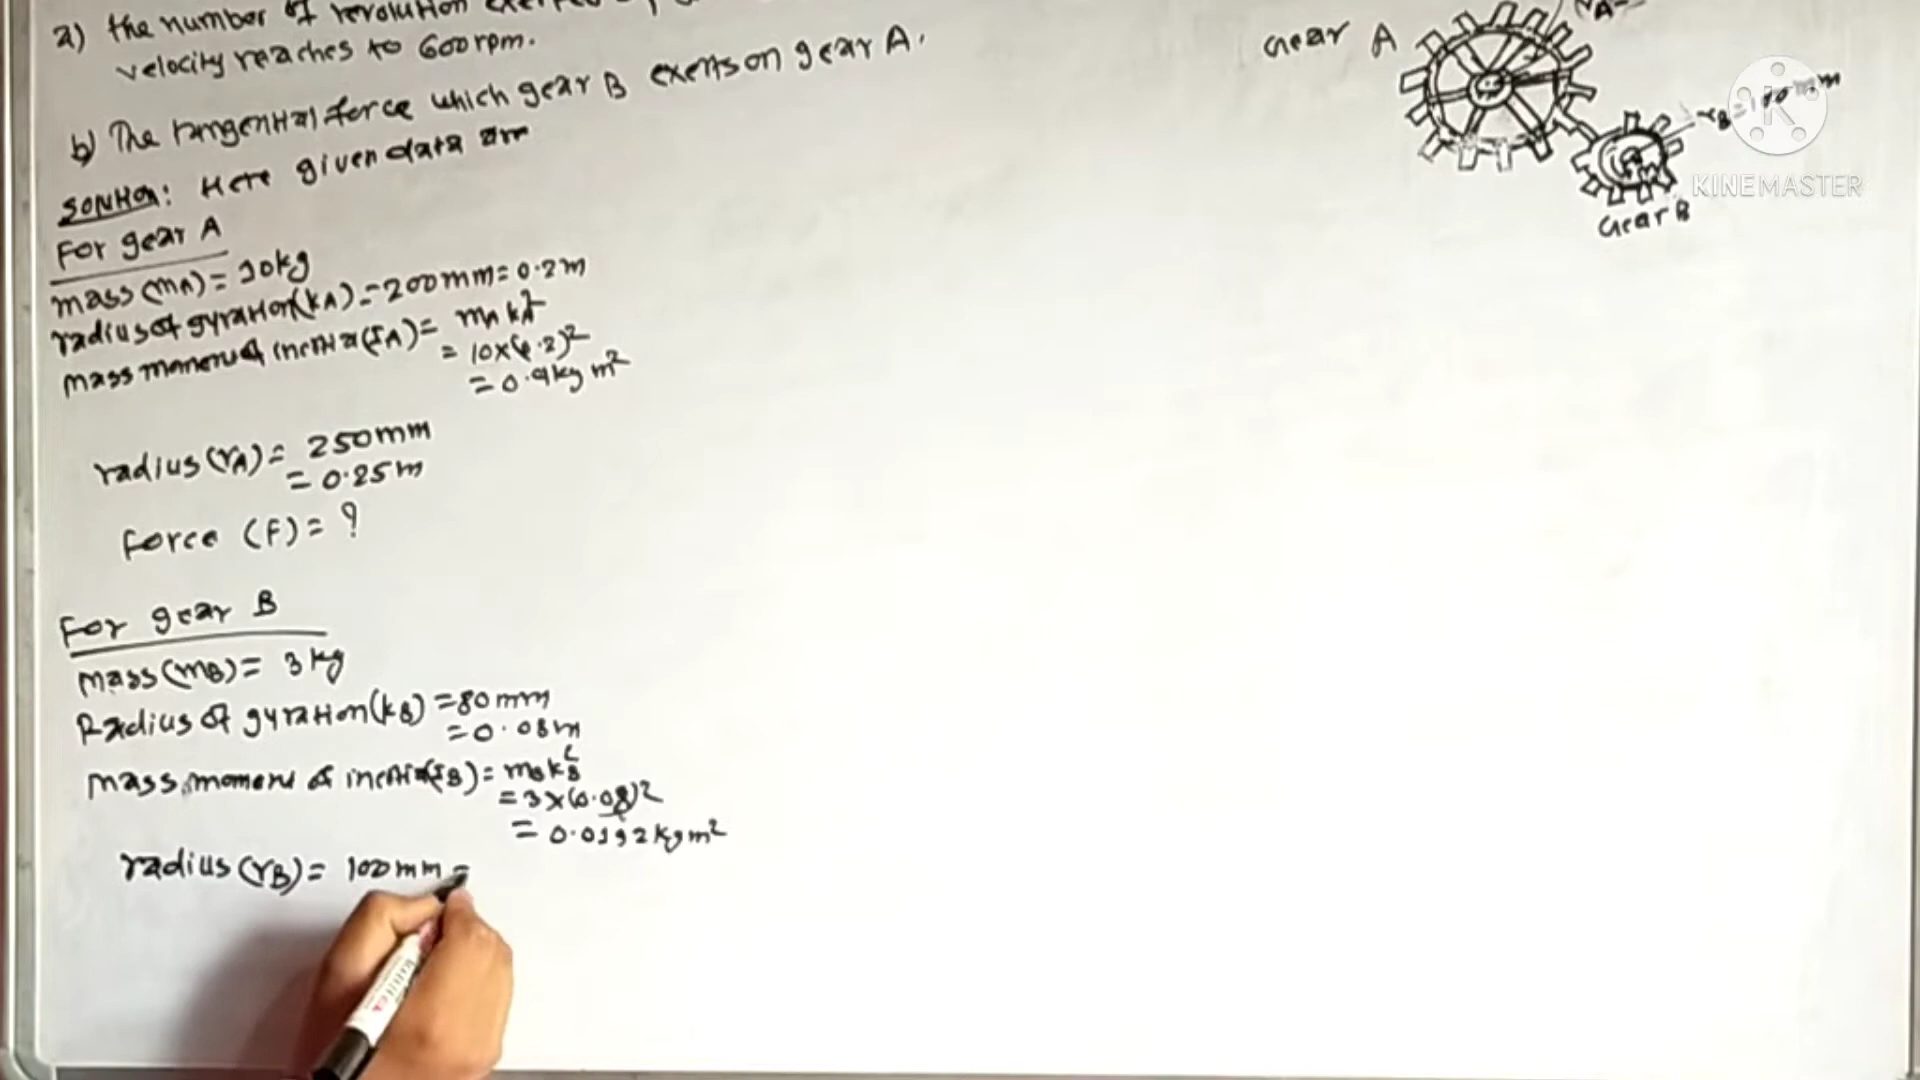 a) the number of revolution
velocity reaches to 600rpm.
b) The tangential force which gear B exerts on gear A.
Solution: Here given data are
For gear A
mass(mA) = 10kg
radius of gyration(kA) = 200mm = 0.2m
mass moment of inertia(IA) = mA kA²
= 10×(0.2)²
= 0.4kg m²
radius(rA) = 250mm
= 0.25m
Force (F) = ?
For gear B
Mass(mB) = 3kg
Radius of gyration(kB) = 80mm
= 0.08m
Mass moment of inertia(IB) = mB kB²
= 3×(0.08)²
= 0.0192kgm²
radius(rB) = 100mm =
Gear A
rA=
rB=100mm
KINEMASTER
Gear B